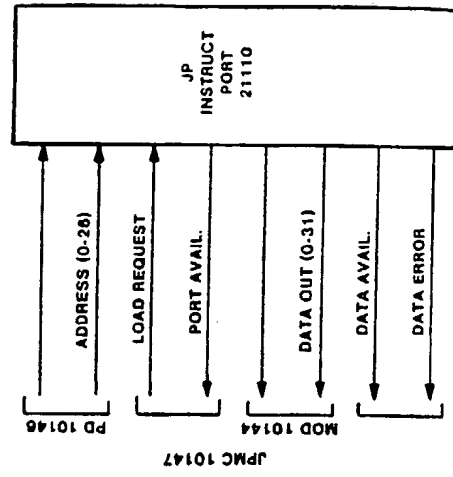 JP
INSTRUCT
PORT
21110
ADDRESS (0-28)
LOAD REQUEST
PORT AVAIL.
DATA OUT (0-31)
DATA AVAIL.
DATA ERROR
PD 10146
MOD 10144
JPMC 10147